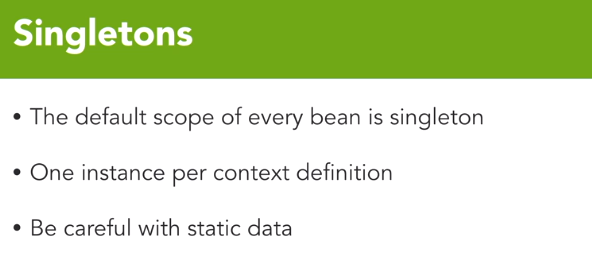 Singletons
• The default scope of every bean is singleton
• One instance per context definition
• Be careful with static data